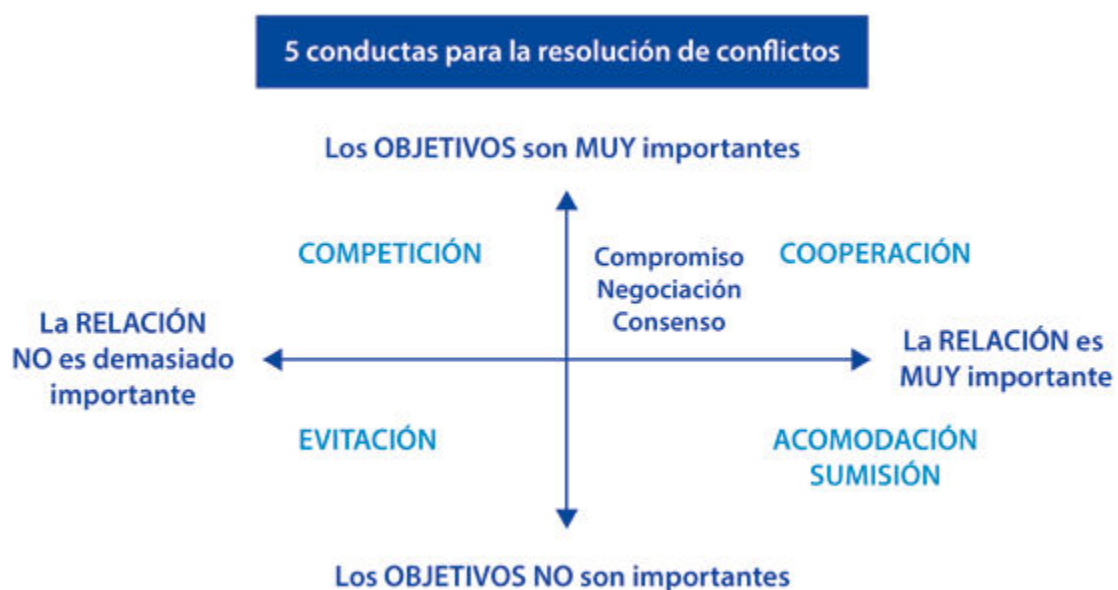 5 conductas para la resolución de conflictos
Los OBJETIVOS son MUY importantes
COMPETICIÓN
Compromiso
Negociación
Consenso
COOPERACIÓN
La RELACIÓN
NO es demasiado
importante
La RELACIÓN es
MUY importante
EVITACIÓN
ACOMODACIÓN
SUMISIÓN
Los OBJETIVOS NO son importantes